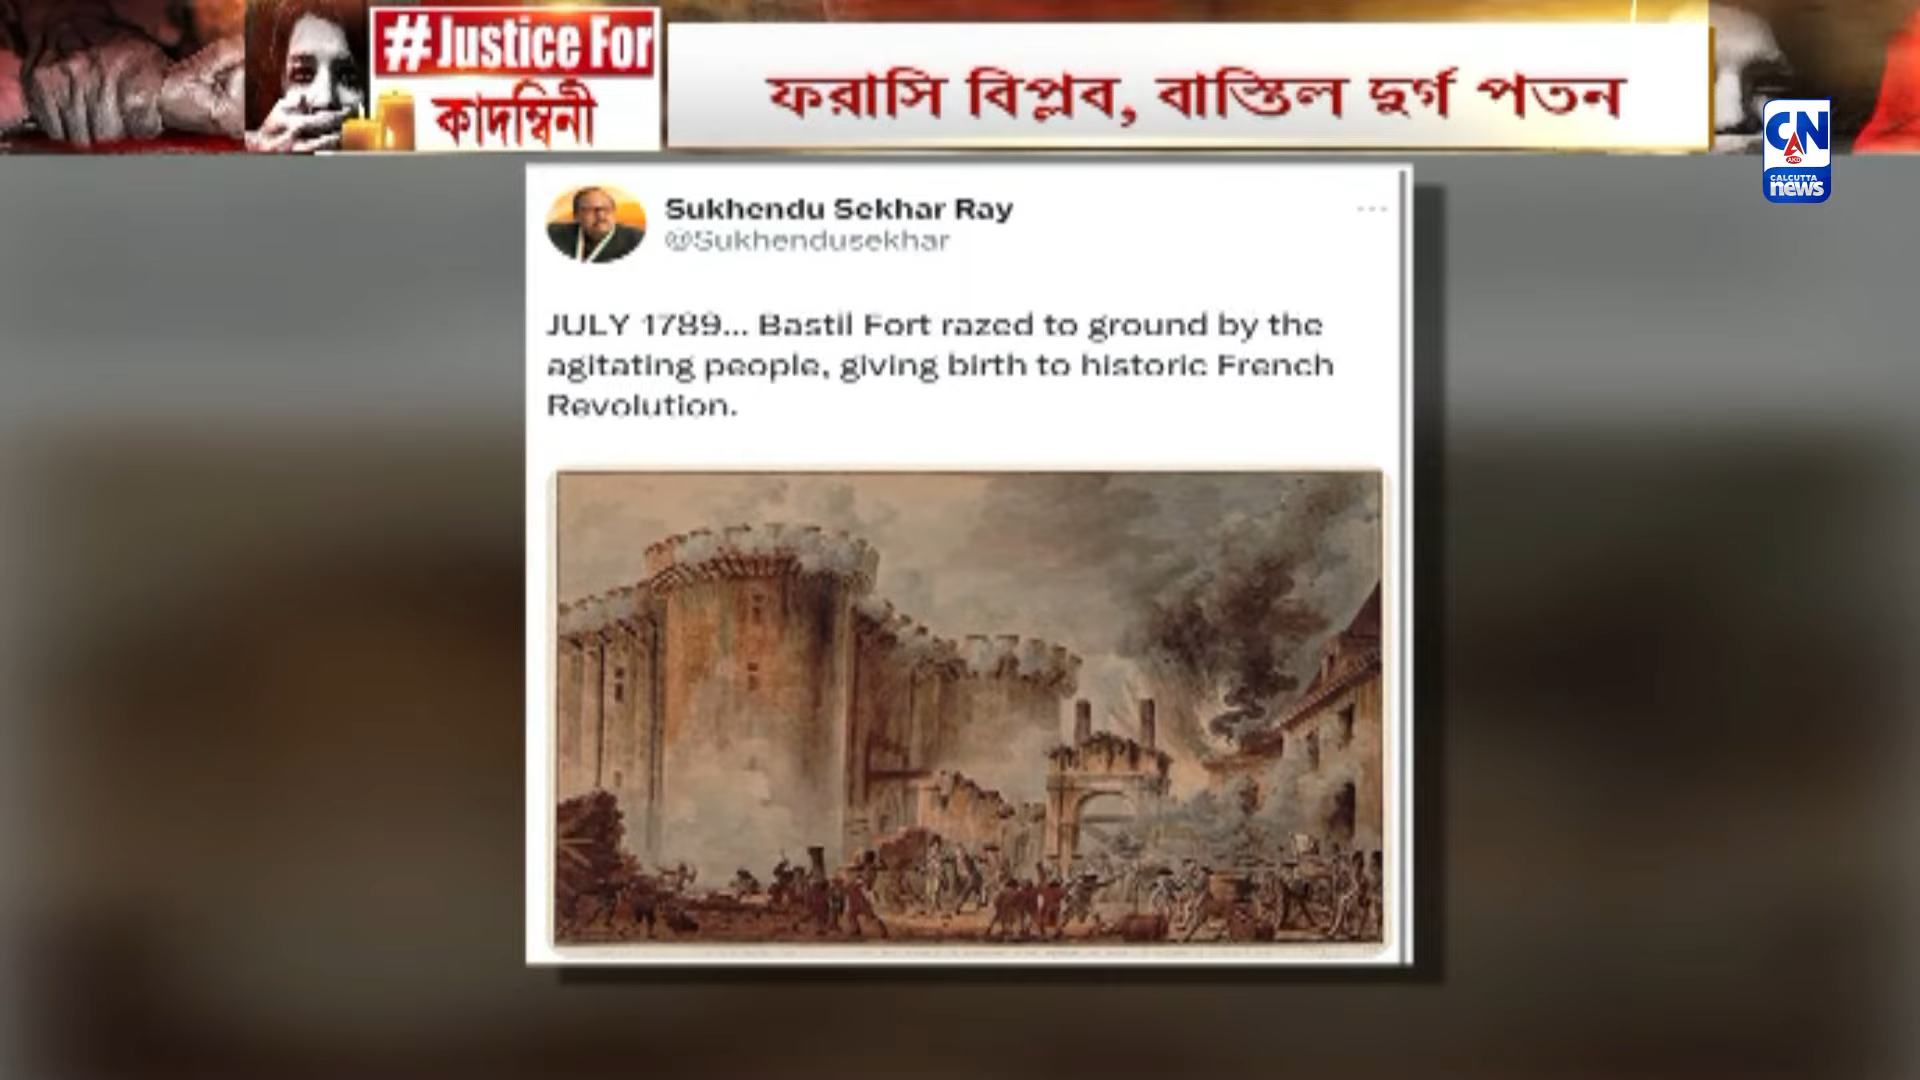 #Justice For
কাদম্বিনী
ফরাসি বিপ্লব, বাস্তিল দুর্গ পতন
CN
AKD
CALCUTTA
news
Sukhendu Sekhar Ray
@Sukhendusekhar
JULY 1789... Bastil Fort razed to ground by the
agitating people, giving birth to historic French
Revolution.